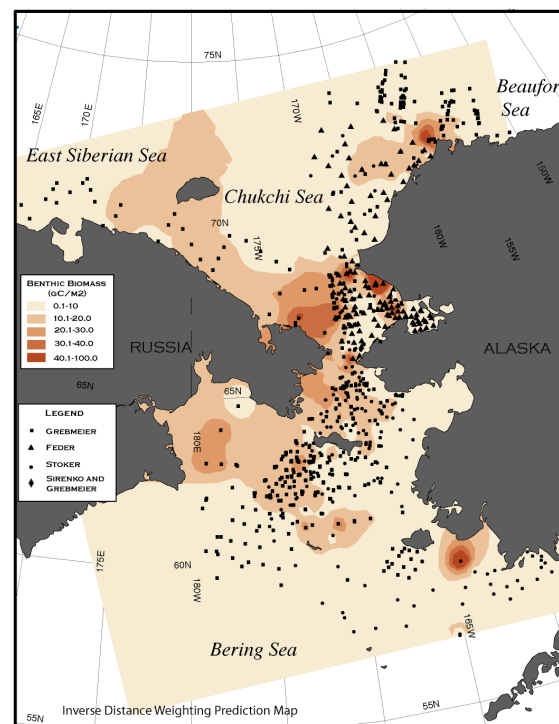 75N
170W
165E
170E
Beaufor
Sea
East Siberian Sea
Chukchi Sea
150W
70N
175W
160W
155W
BENTHIC BIOMASS
(GC/M2)
0.1-10
10.1-20.0
20.1-30.0
30.1-40.0
40.1-100.0
RUSSIA
ALASKA
65N
65N
LEGEND
GREBMEIER
FEDER
STOKER
SIRENKO AND
GREBMEIER
180E
175E
60N
180W
165W
Bering Sea
55N
Inverse Distance Weighting Prediction Map
55N